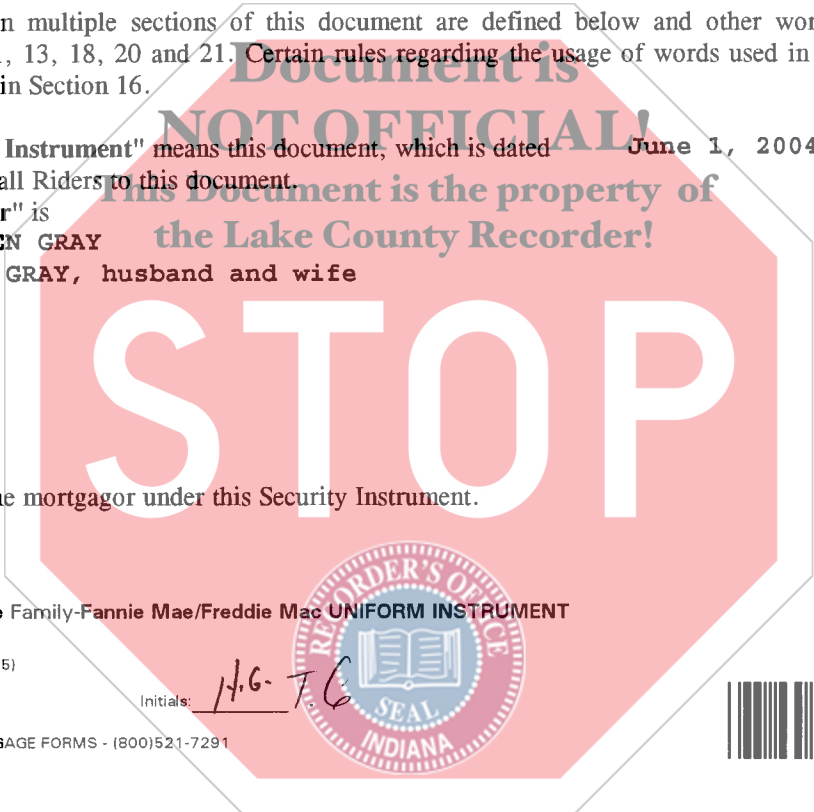 n multiple sections of this document are defined below and other wor
, 13, 18, 20 and 21. Certain rules regarding the usage of words used in
in Section 16.
Document is
NOT OFFICIAL!
Instrument" means this document, which is dated June 1, 2004
all Riders to this document.
This Document is the property of
r" is
the Lake County Recorder!
EN GRAY
GRAY, husband and wife
STOP
e mortgagor under this Security Instrument.
e Family-Fannie Mae/Freddie Mac UNIFORM INSTRUMENT
5)
Initials: H.G. T.G
RECORDER'S OFFICE
SEAL
INDIANA
GAGE FORMS - (800)521-7291